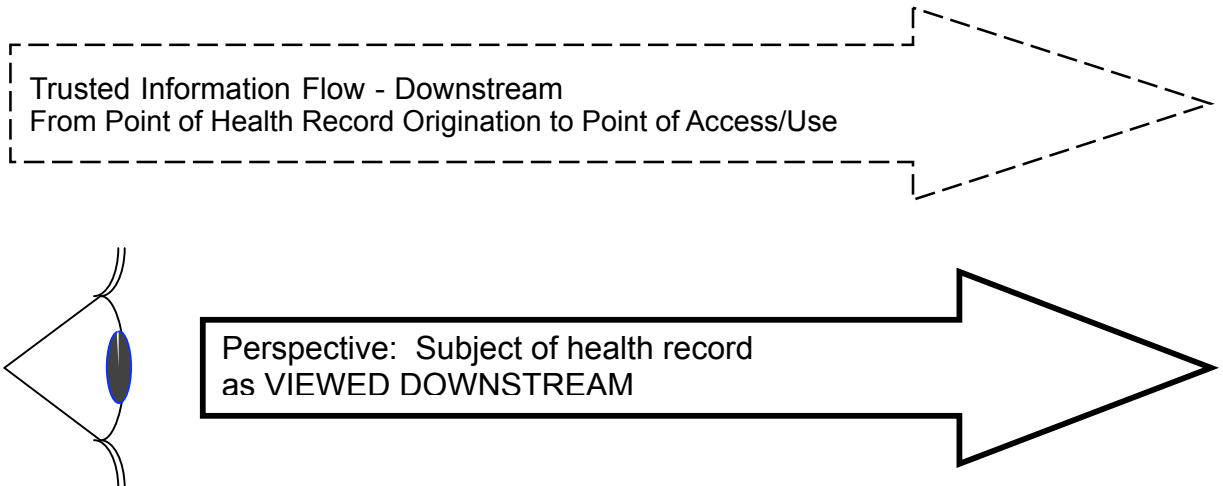 Trusted Information Flow - Downstream
From Point of Health Record Origination to Point of Access/Use
Perspective: Subject of health record
as VIEWED DOWNSTREAM